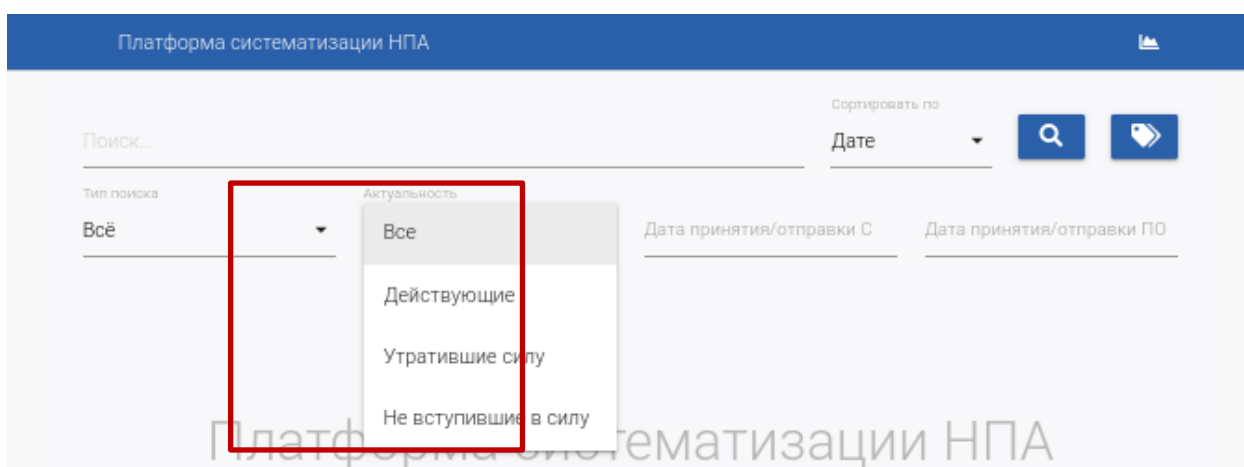 Платформа систематизации НПА
Сортировать по
Поиск...
Дате
Тип поиска
Актуальность
Всё
Все
Дата принятия/отправки С
Дата принятия/отправки ПО
Действующие
Утратившие силу
Не вступившие в силу
Платформа систематизации НПА